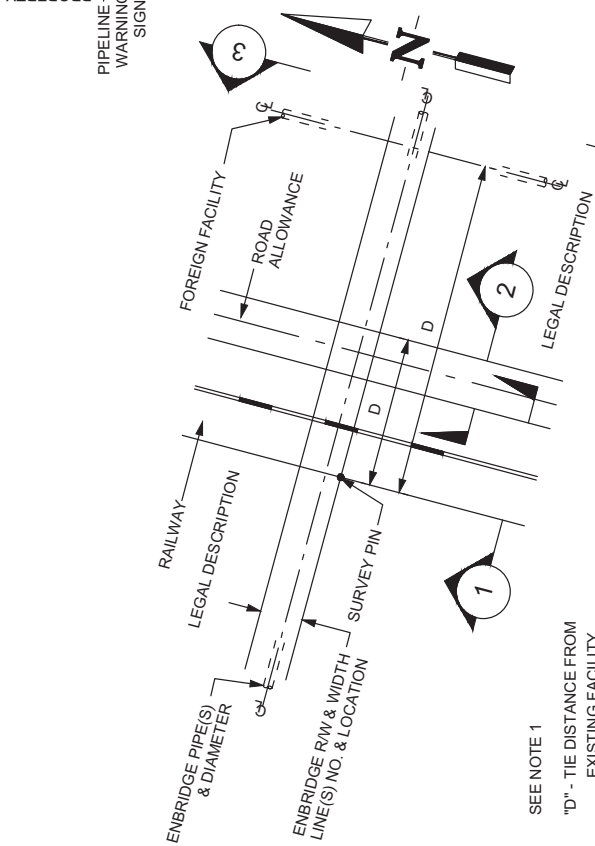 PIPELINE
WARNING
SIGN
3
N
FOREIGN FACILITY
ROAD
ALLOWANCE
RAILWAY
LEGAL DESCRIPTION
D
D
2
LEGAL DESCRIPTION
SURVEY PIN
1
ENBRIDGE PIPE(S)
& DIAMETER
ENBRIDGE R/W & WIDTH
LINE(S) NO. & LOCATION
SEE NOTE 1
"D" - TIE DISTANCE FROM
EXISTING FACILITY